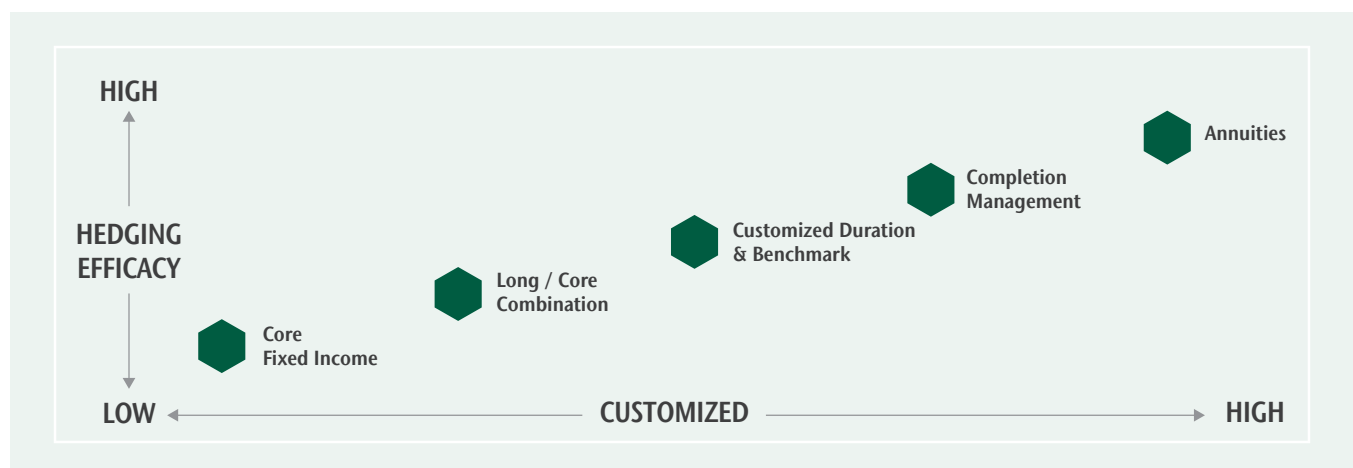 HIGH
Annuities
Completion
Management
HEDGING
EFFICACY
Customized Duration
& Benchmark
Long / Core
Combination
Core
Fixed Income
LOW
CUSTOMIZED
HIGH